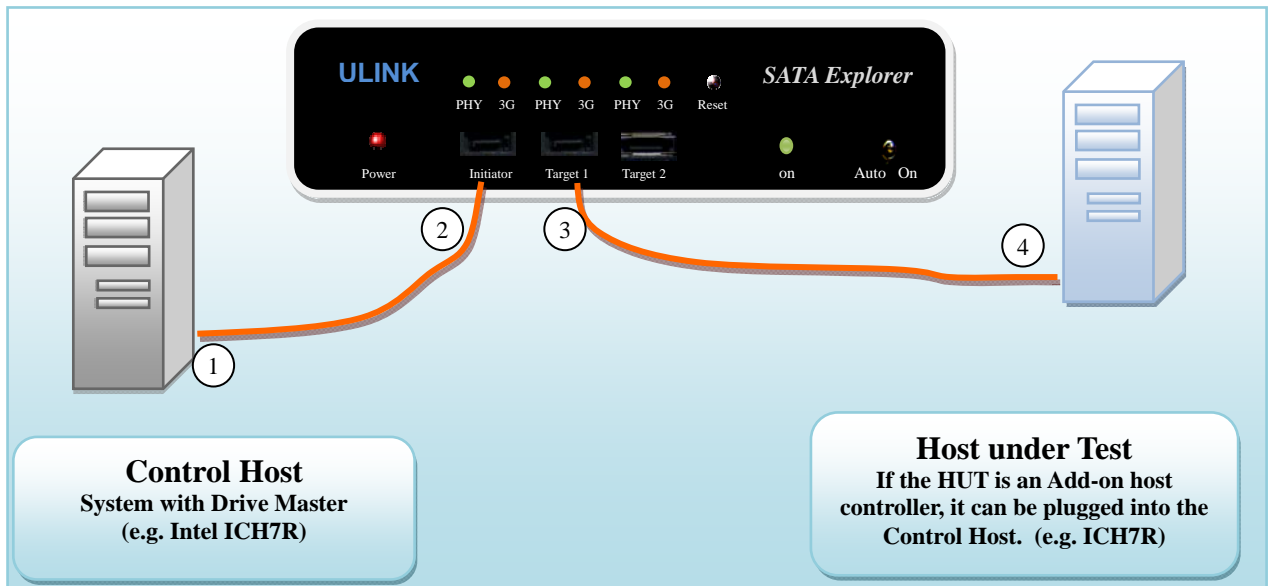 ULINK
SATA Explorer
PHY 3G PHY 3G PHY 3G Reset
Power Initiator Target 1 Target 2 on Auto On
2
3
4
1
Control Host
System with Drive Master
(e.g. Intel ICH7R)
Host under Test
If the HUT is an Add-on host
controller, it can be plugged into the
Control Host. (e.g. ICH7R)